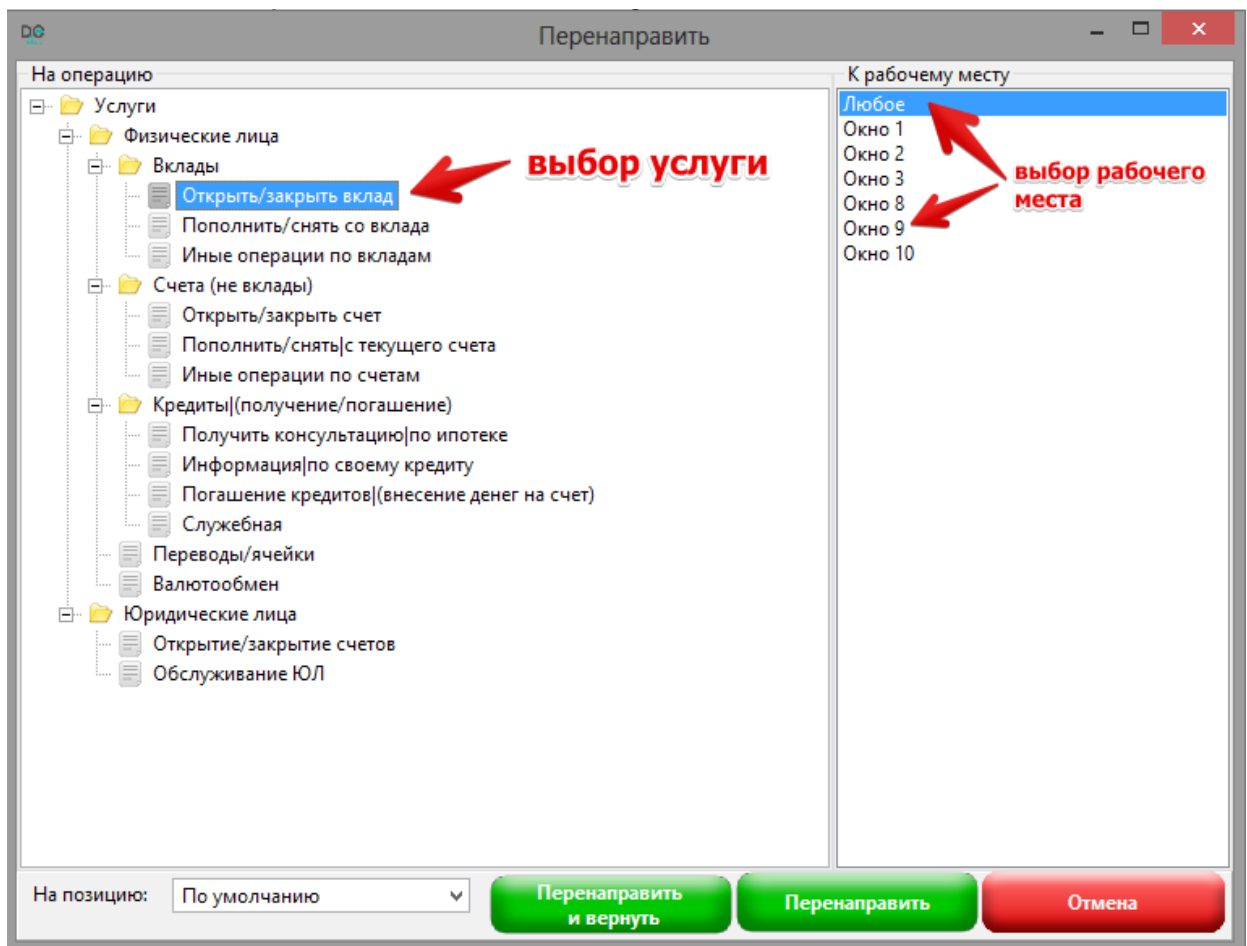 Перенаправить
На операцию
К рабочему месту
Услуги
Физические лица
Вклады
Открыть/закрыть вклад
Пополнить/снять со вклада
Иные операции по вкладам
Счета (не вклады)
Открыть/закрыть счет
Пополнить/снять|с текущего счета
Иные операции по счетам
Кредиты|(получение/погашение)
Получить консультацию|по ипотеке
Информация|по своему кредиту
Погашение кредитов|(внесение денег на счет)
Служебная
Переводы/ячейки
Валютообмен
Юридические лица
Открытие/закрытие счетов
Обслуживание ЮЛ
выбор услуги
Любое
Окно 1
Окно 2
Окно 3
Окно 8
Окно 9
Окно 10
выбор рабочего
места
На позицию:
По умолчанию
Перенаправить
и вернуть
Перенаправить
Отмена